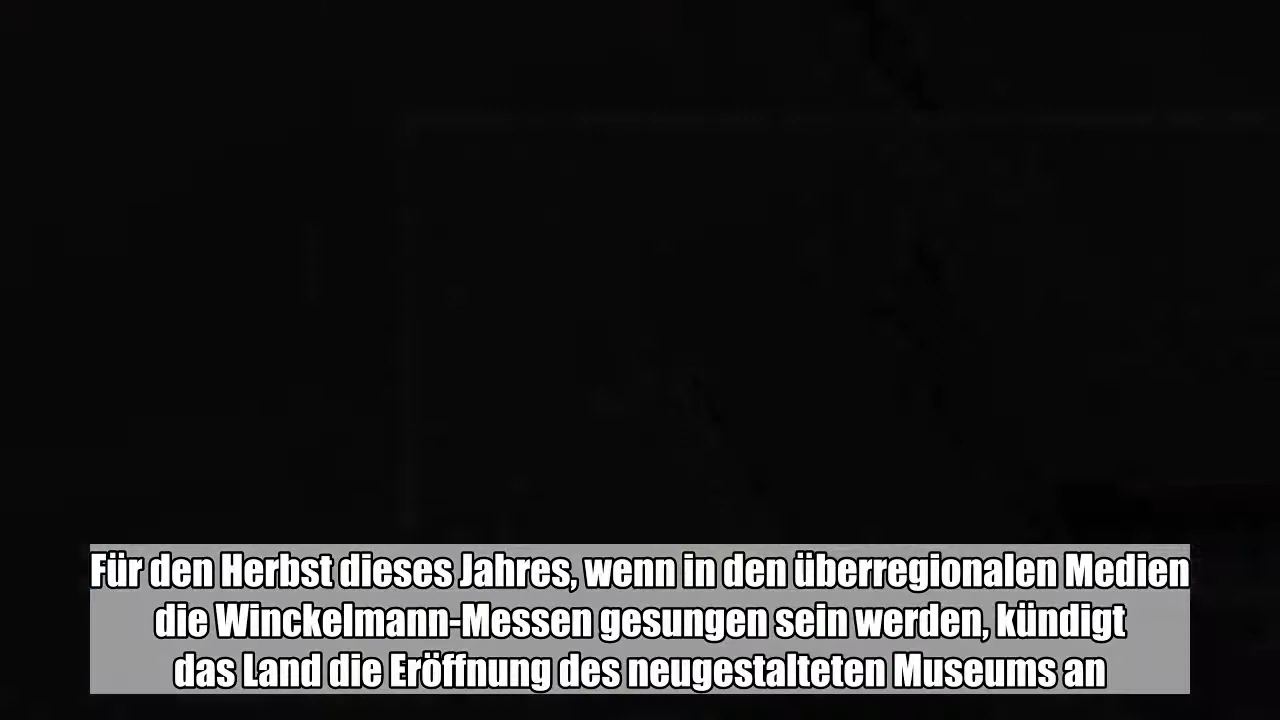 Für den Herbst dieses Jahres, wenn in den überregionalen Medien
die Winckelmann-Messen gesungen sein werden, kündigt
das Land die Eröffnung des neugestalteten Museums an